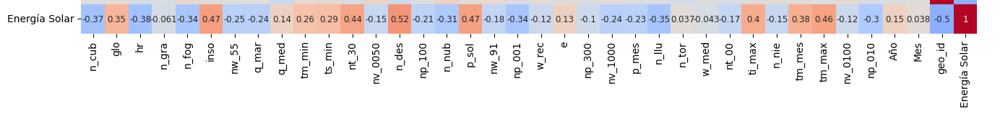 Energía Solar
-0.37 0.35 -0.38 -0.061 -0.34 0.47 -0.25 -0.24 0.14 0.26 0.29 0.44 -0.15 0.52 -0.21 -0.31 0.47 -0.18 -0.34 -0.12 0.13 -0.1 -0.24 -0.23 -0.35 0.037 -0.043 -0.17 0.4 -0.15 0.38 0.46 -0.12 -0.3 0.15 0.038 -0.5 1
n_cub
glo
hr
n_gra
n_fog
inso
nw_55
q_mar
q_med
tm_min
ts_min
nt_30
nv_0050
n_des
np_100
n_nub
p_sol
nw_91
np_001
w_rec
e
np_300
nv_1000
p_mes
n_llu
n_tor
w_med
nt_00
ti_max
n_nie
tm_mes
tm_max
nv_0100
np_010
Año
Mes
geo_id
Energía Solar